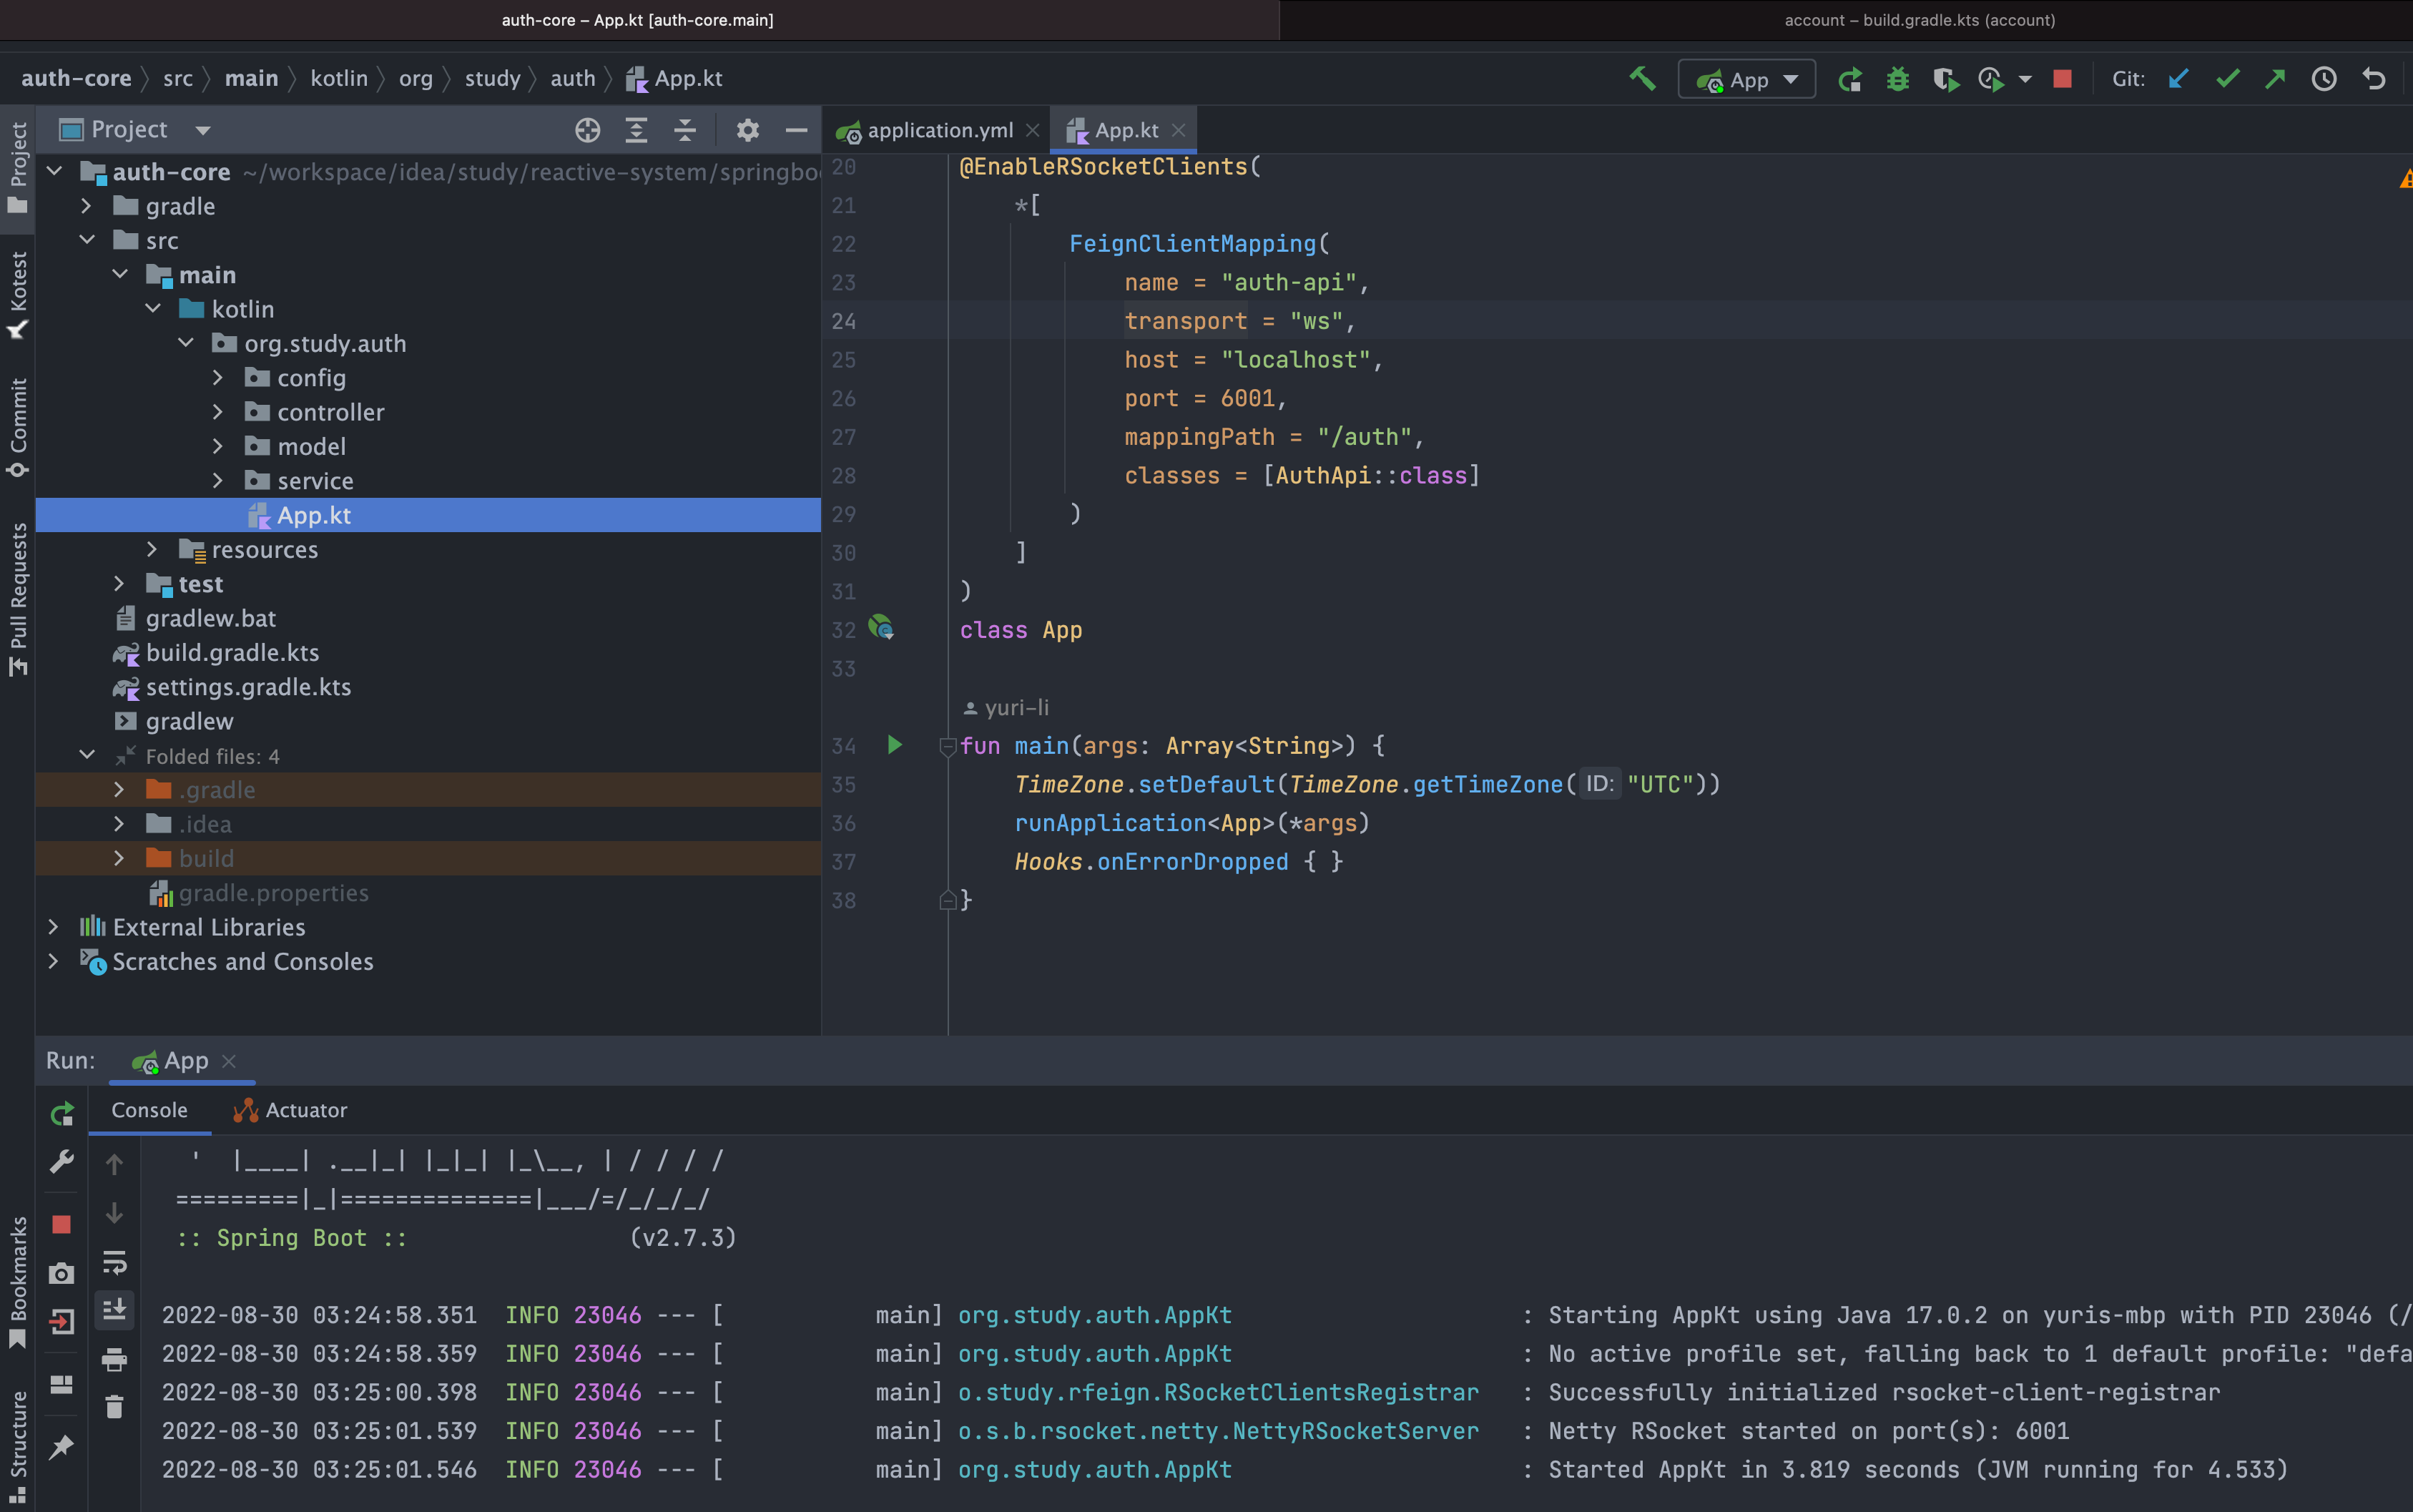 auth-core – App.kt [auth-core.main]
account – build.gradle.kts (account)
auth-core src main kotlin org study auth App.kt
App
Git:
Project
application.yml
App.kt
Project
Kotest
Commit
Pull Requests
Bookmarks
Structure
auth-core ~/workspace/idea/study/reactive-system/springbo
gradle
src
main
kotlin
org.study.auth
config
controller
model
service
App.kt
resources
test
gradlew.bat
build.gradle.kts
settings.gradle.kts
gradlew
Folded files: 4
.gradle
.idea
build
gradle.properties
External Libraries
Scratches and Consoles
20 @EnableRSocketClients(
21 *[
22 FeignClientMapping(
23 name = "auth-api",
24 transport = "ws",
25 host = "localhost",
26 port = 6001,
27 mappingPath = "/auth",
28 classes = [AuthApi::class]
29 )
30 ]
31 )
32 class App
33
yuri-li
34 fun main(args: Array<String>) {
35 TimeZone.setDefault(TimeZone.getTimeZone( ID: "UTC"))
36 runApplication<App>(*args)
37 Hooks.onErrorDropped { }
38 }
Run: App
Console Actuator
' |____| .__|_| |_|_| |_\__, | / / / /
=========|_|==============|___/=/_/_/_/
:: Spring Boot :: (v2.7.3)
2022-08-30 03:24:58.351 INFO 23046 --- [ main] org.study.auth.AppKt : Starting AppKt using Java 17.0.2 on yuris-mbp with PID 23046 (/
2022-08-30 03:24:58.359 INFO 23046 --- [ main] org.study.auth.AppKt : No active profile set, falling back to 1 default profile: "defa
2022-08-30 03:25:00.398 INFO 23046 --- [ main] o.study.rfeign.RSocketClientsRegistrar : Successfully initialized rsocket-client-registrar
2022-08-30 03:25:01.539 INFO 23046 --- [ main] o.s.b.rsocket.netty.NettyRSocketServer : Netty RSocket started on port(s): 6001
2022-08-30 03:25:01.546 INFO 23046 --- [ main] org.study.auth.AppKt : Started AppKt in 3.819 seconds (JVM running for 4.533)